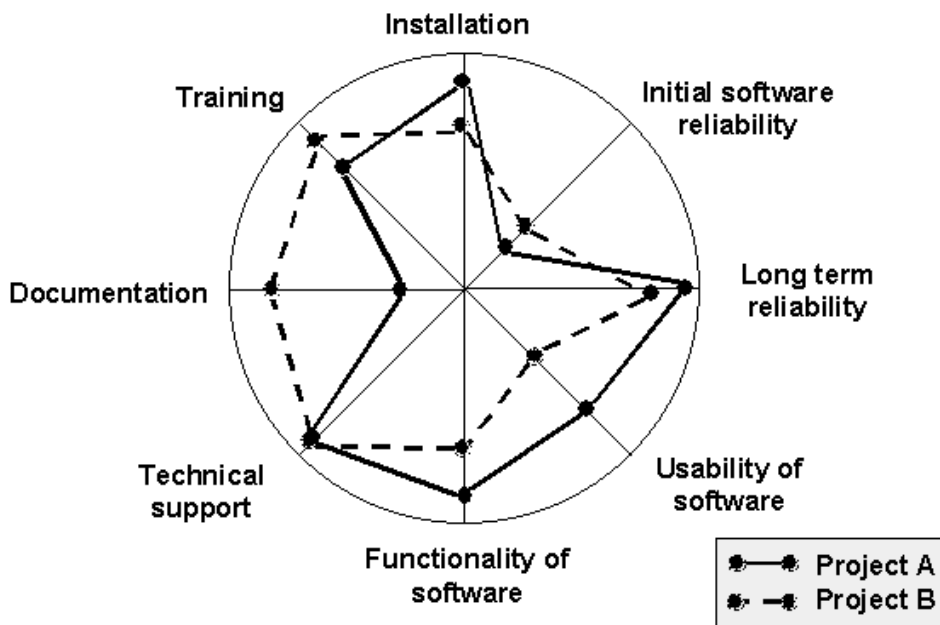 Installation
Training
Initial software
reliability
Documentation
Long term
reliability
Technical
support
Usability of
software
Functionality of
software
Project A
Project B